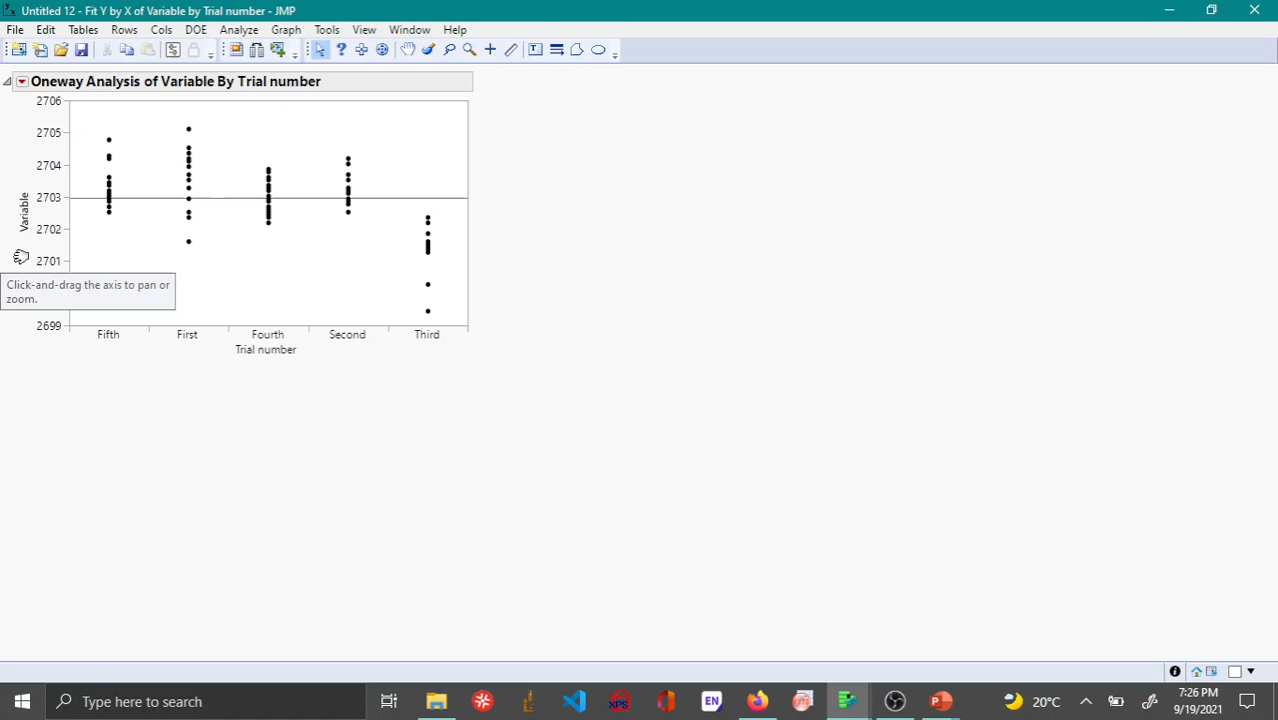 Untitled 12 - Fit Y by X of Variable by Trial number - JMP
File Edit Tables Rows Cols DOE Analyze Graph Tools View Window Help
Oneway Analysis of Variable By Trial number
2706
2705
2704
2703
2702
2701
2699
Variable
Click-and-drag the axis to pan or
zoom.
Fifth First Fourth Second Third
Trial number
Type here to search
EN
XPS
20°C
7:26 PM
9/19/2021